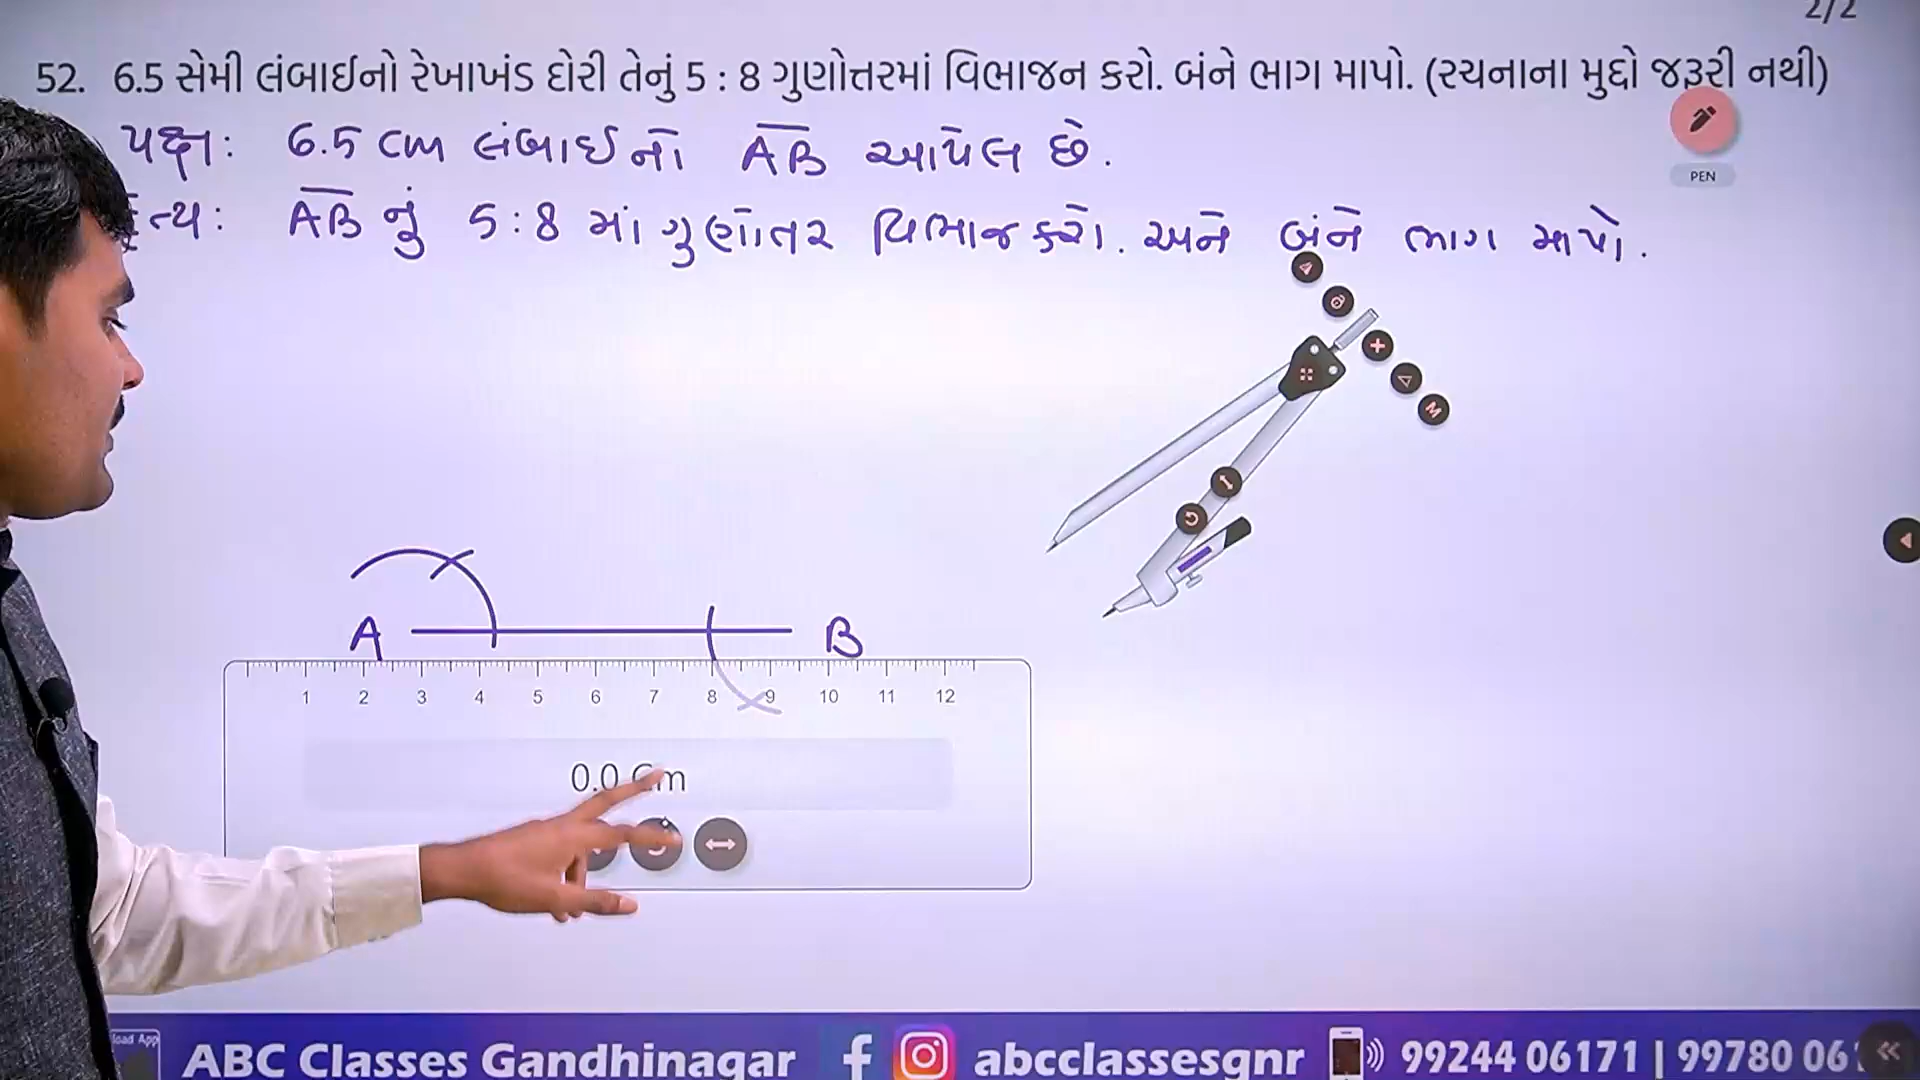 2/2
52. 6.5 સેમી લંબાઈનો રેખાખંડ દોરી તેનું 5 : 8 ગુણોત્તરમાં વિભાજન કરો. બંને ભાગ માપો. (રચનાના મુદ્દો જરૂરી નથી)
પક્ષ: 6.5 cm લંબાઈનો AB આપેલ છે.
ત્ય: AB નું 5:8 માં ગુણોતર વિભાજ કરો. અને બંને ભાગ માપો.
PEN
M
A B
1 2 3 4 5 6 7 8 9 10 11 12
0.0 Cm
load App
ABC Classes Gandhinagar abcclassesgnr 99244 06171 | 99780 06